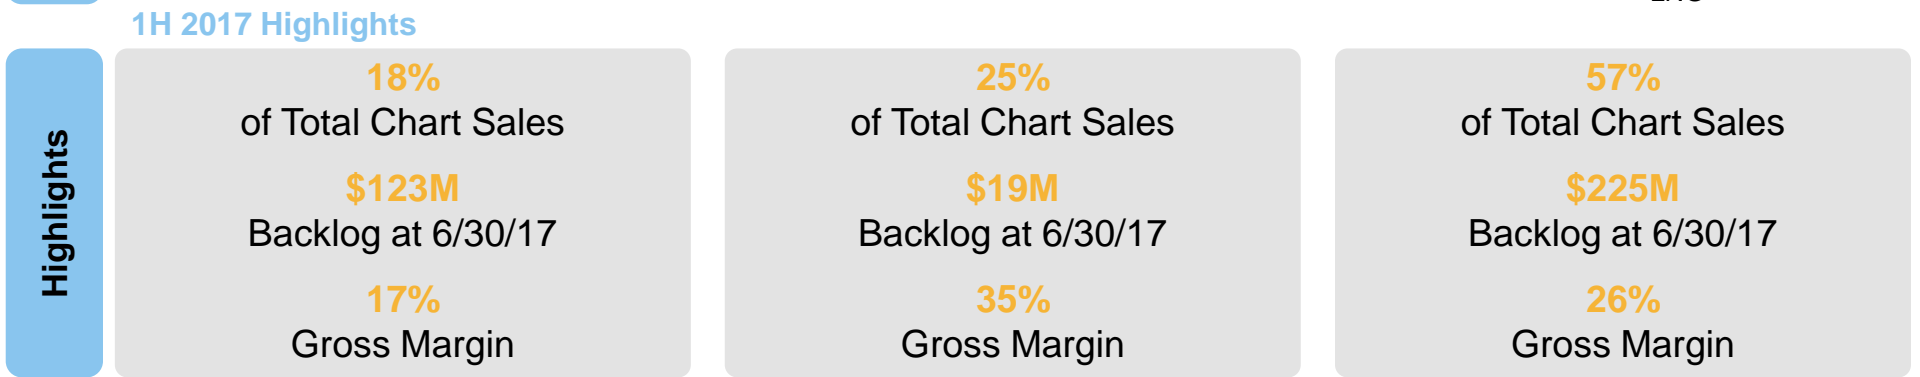 1H 2017 Highlights
Highlights
18%
of Total Chart Sales
$123M
Backlog at 6/30/17
17%
Gross Margin
25%
of Total Chart Sales
$19M
Backlog at 6/30/17
35%
Gross Margin
57%
of Total Chart Sales
$225M
Backlog at 6/30/17
26%
Gross Margin